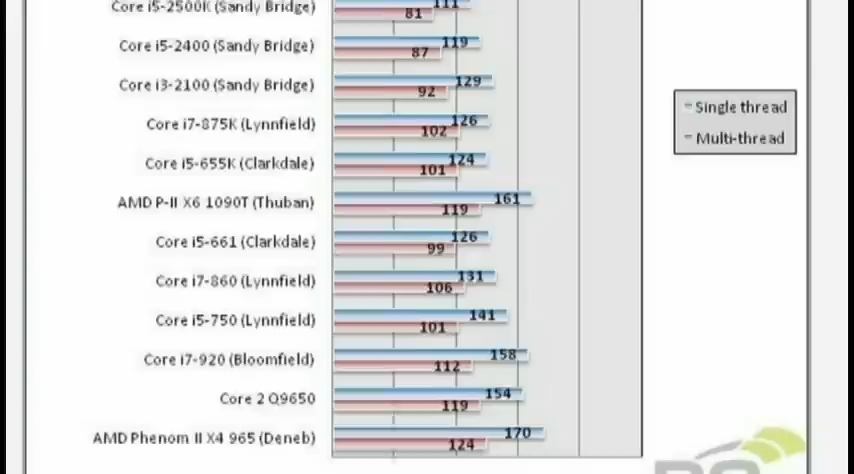 Core i5-2500K (Sandy Bridge) 111 81
Core i5-2400 (Sandy Bridge) 119 87
Core i3-2100 (Sandy Bridge) 129 92
Core i7-875K (Lynnfield) 126 102
Core i5-655K (Clarkdale) 124 101
AMD P-II X6 1090T (Thuban) 161 119
Core i5-661 (Clarkdale) 126 99
Core i7-860 (Lynnfield) 131 106
Core i5-750 (Lynnfield) 141 101
Core i7-920 (Bloomfield) 158 112
Core 2 Q9650 154 119
AMD Phenom II X4 965 (Deneb) 170 124
Single thread
Multi-thread